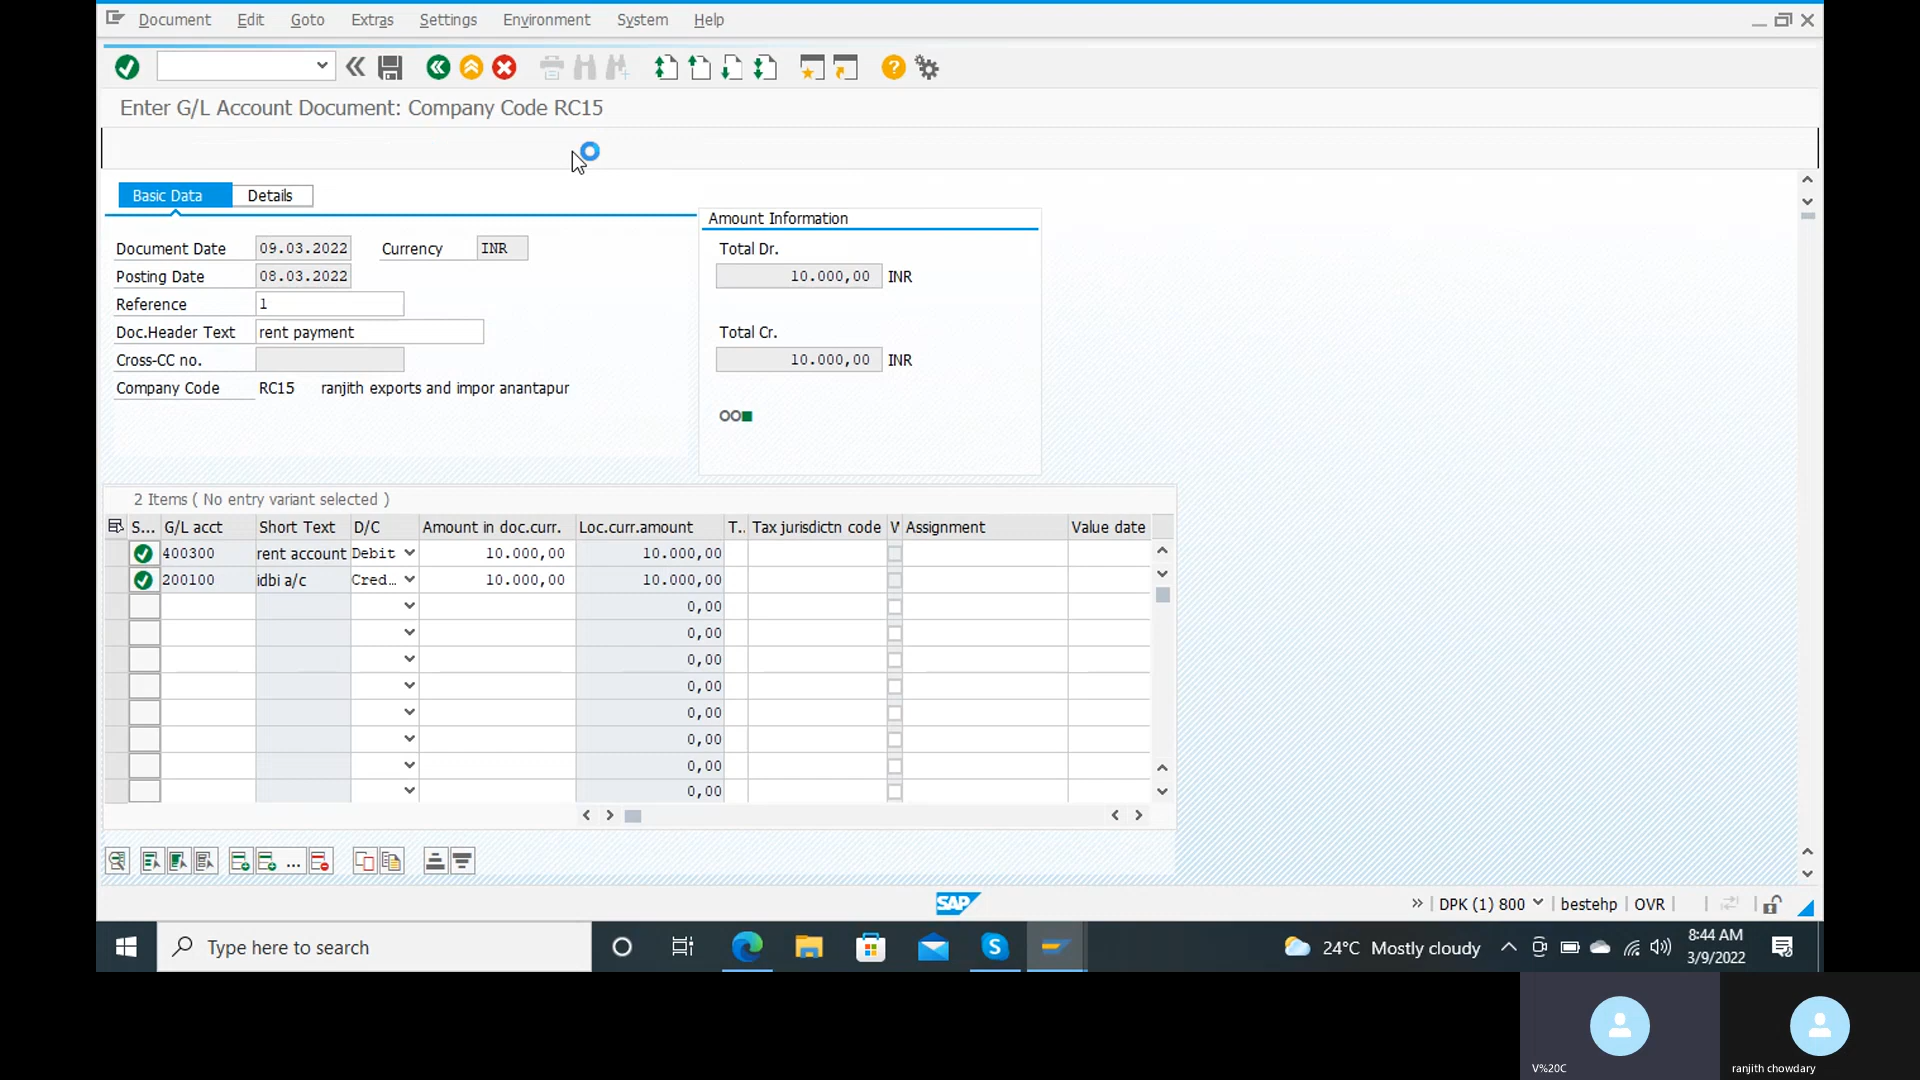 Document Edit Goto Extras Settings Environment System Help
Enter G/L Account Document: Company Code RC15
Basic Data Details
Amount Information
Document Date 09.03.2022 Currency INR
Total Dr.
Posting Date 08.03.2022
10.000,00 INR
Reference 1
Doc.Header Text rent payment
Total Cr.
Cross-CC no.
10.000,00 INR
Company Code RC15 ranjith exports and impor anantapur
2 Items ( No entry variant selected )
S... G/L acct Short Text D/C Amount in doc.curr. Loc.curr.amount T.. Tax jurisdictn code V Assignment Value date
400300 rent account Debit 10.000,00 10.000,00
200100 idbi a/c Cred... 10.000,00 10.000,00
0,00
0,00
0,00
0,00
0,00
0,00
0,00
0,00
SAP
DPK (1) 800 bestehp OVR
Type here to search
24°C Mostly cloudy
8:44 AM
3/9/2022
V%20C
ranjith chowdary